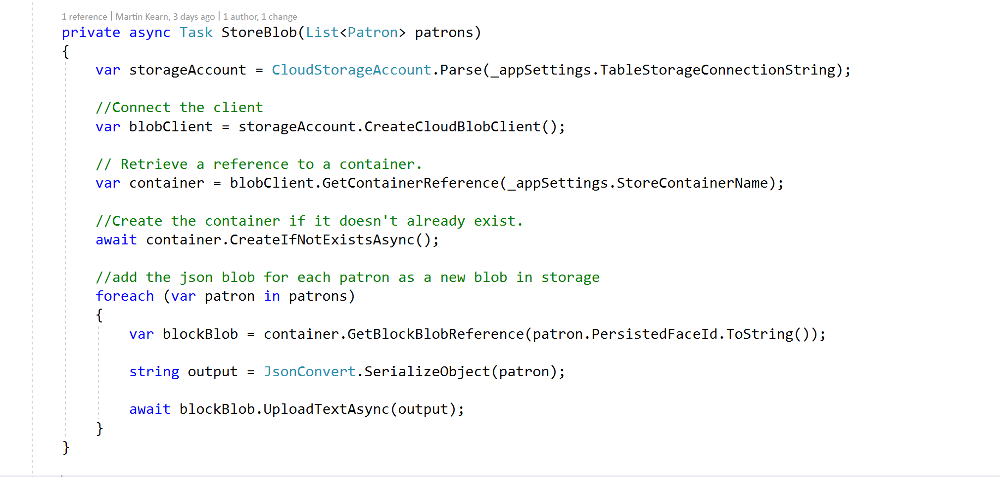 1 reference | Martin Kearn, 3 days ago | 1 author, 1 change
private async Task StoreBlob(List<Patron> patrons)
{
var storageAccount = CloudStorageAccount.Parse(_appSettings.TableStorageConnectionString);
//Connect the client
var blobClient = storageAccount.CreateCloudBlobClient();
// Retrieve a reference to a container.
var container = blobClient.GetContainerReference(_appSettings.StoreContainerName);
//Create the container if it doesn't already exist.
await container.CreateIfNotExistsAsync();
//add the json blob for each patron as a new blob in storage
foreach (var patron in patrons)
{
var blockBlob = container.GetBlockBlobReference(patron.PersistedFaceId.ToString());
string output = JsonConvert.SerializeObject(patron);
await blockBlob.UploadTextAsync(output);
}
}